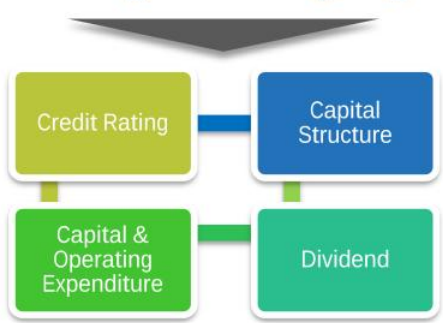 Credit Rating
Capital
Structure
Capital &
Operating
Expenditure
Dividend